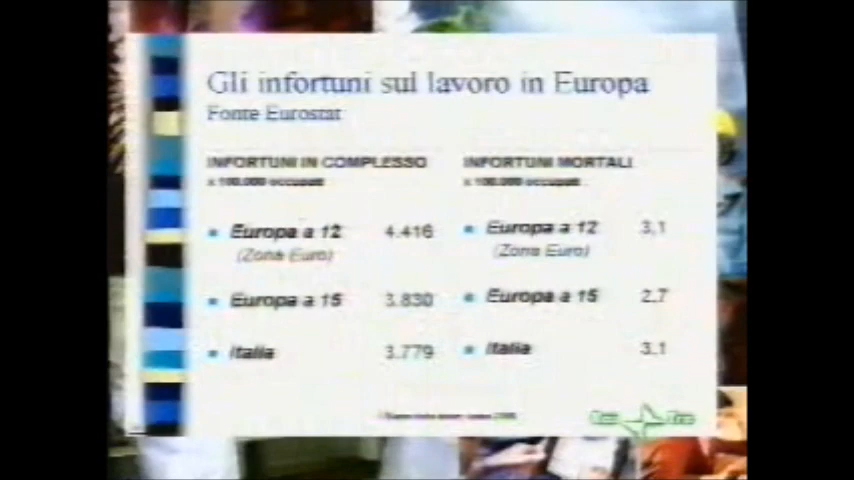 Gli infortuni sul lavoro in Europa
Fonte Eurostat
INFORTUNI IN COMPLESSO
x 100.000 occupati
Europa a 12 4.416
(Zona Euro)
Europa a 15 3.830
Italia 3.779
INFORTUNI MORTALI
x 100.000 occupati
Europa a 12 3,1
(Zona Euro)
Europa a 15 2,7
Italia 3,1